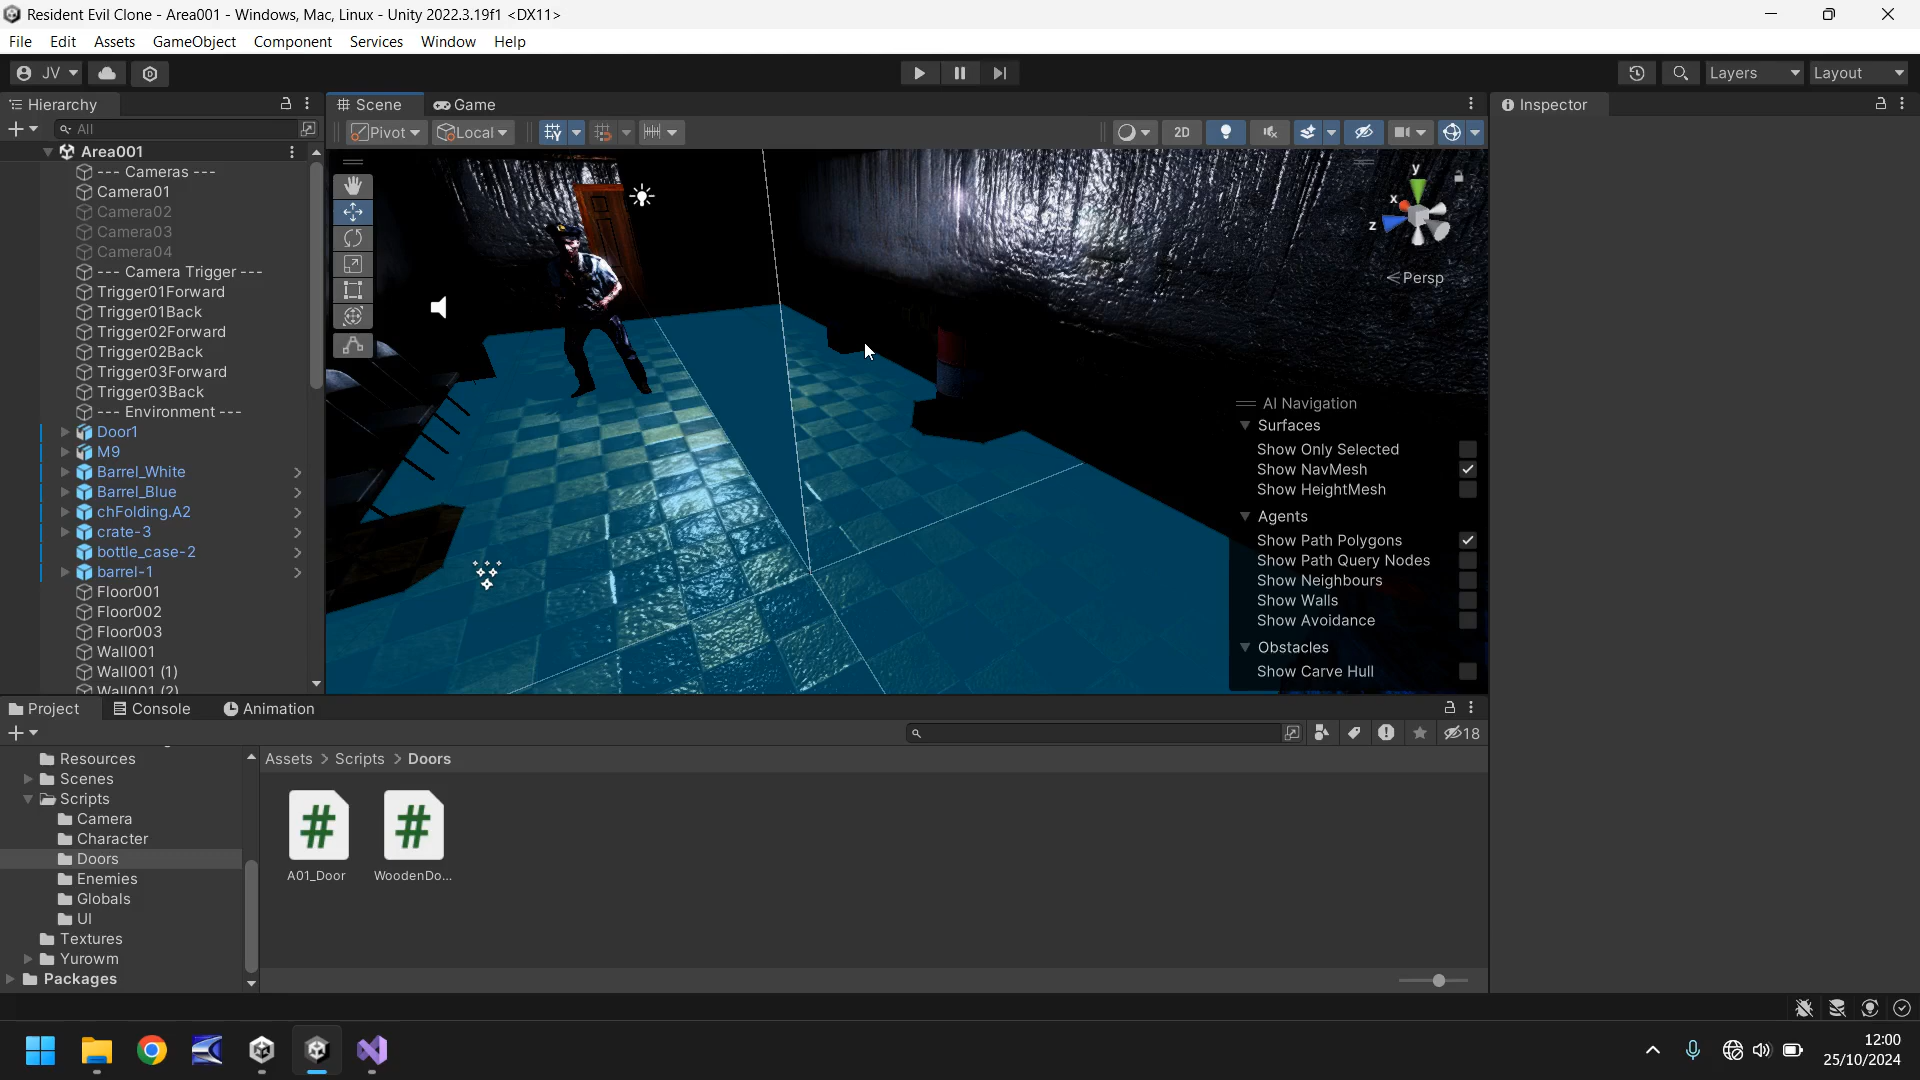 Resident Evil Clone - Area001 - Windows, Mac, Linux - Unity 2022.3.19f1 <DX11>
File Edit Assets GameObject Component Services Window Help
JV
Layers Layout
Hierarchy
All
Area001
--- Cameras ---
Camera01
Camera02
Camera03
Camera04
--- Camera Trigger ---
Trigger01Forward
Trigger01Back
Trigger02Forward
Trigger02Back
Trigger03Forward
Trigger03Back
--- Environment ---
Door1
M9
Barrel_White
Barrel_Blue
chFolding.A2
crate-3
bottle_case-2
barrel-1
Floor001
Floor002
Floor003
Wall001
Wall001 (1)
Wall001 (2)
Scene Game
Pivot Local
2D
y
x
z
Persp
AI Navigation
Surfaces
Show Only Selected
Show NavMesh
Show HeightMesh
Agents
Show Path Polygons
Show Path Query Nodes
Show Neighbours
Show Walls
Show Avoidance
Obstacles
Show Carve Hull
Inspector
Project Console Animation
18
Resources
Scenes
Scripts
Camera
Character
Doors
Enemies
Globals
UI
Textures
Yurowm
Packages
Assets > Scripts > Doors
#
#
A01_Door
WoodenDo...
12:00
25/10/2024